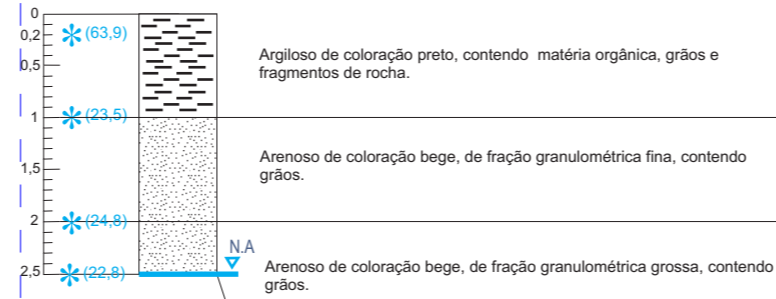 0
0,2 (63,9)
0,5
Argiloso de coloração preto, contendo matéria orgânica, grãos e
fragmentos de rocha.
1 (23,5)
1,5
Arenoso de coloração bege, de fração granulométrica fina, contendo
grãos.
2 (24,8)
N.A
2,5 (22,8)
Arenoso de coloração bege, de fração granulométrica grossa, contendo
grãos.